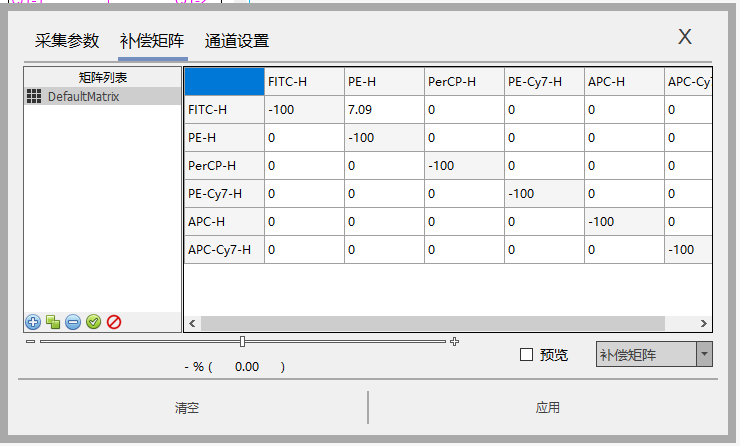 采集参数 补偿矩阵 通道设置 X
矩阵列表
DefaultMatrix
FITC-H PE-H PerCP-H PE-Cy7-H APC-H APC-Cy7
FITC-H -100 7.09 0 0 0 0
PE-H 0 -100 0 0 0 0
PerCP-H 0 0 -100 0 0 0
PE-Cy7-H 0 0 0 -100 0 0
APC-H 0 0 0 0 -100 0
APC-Cy7-H 0 0 0 0 0 -100
- % ( 0.00 )
预览 补偿矩阵
清空 应用